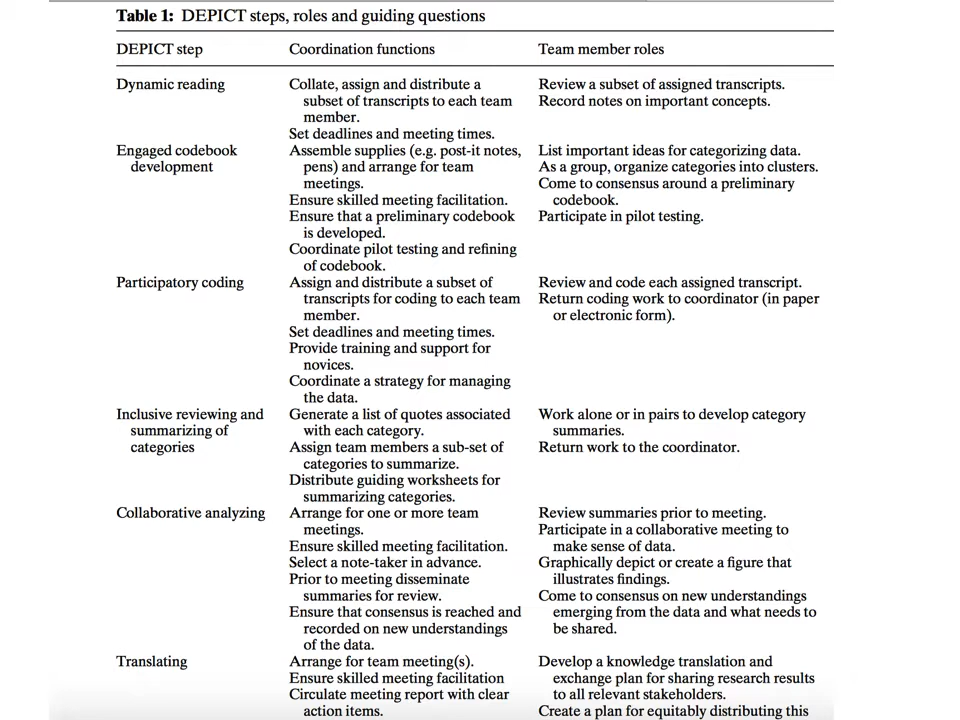 Table 1: DEPICT steps, roles and guiding questions
DEPICT step Coordination functions Team member roles
Dynamic reading Collate, assign and distribute a Review a subset of assigned transcripts.
subset of transcripts to each team Record notes on important concepts.
member.
Set deadlines and meeting times.
Engaged codebook Assemble supplies (e.g. post-it notes, List important ideas for categorizing data.
development pens) and arrange for team As a group, organize categories into clusters.
meetings. Come to consensus around a preliminary
Ensure skilled meeting facilitation. codebook.
Ensure that a preliminary codebook Participate in pilot testing.
is developed.
Coordinate pilot testing and refining
of codebook.
Participatory coding Assign and distribute a subset of Review and code each assigned transcript.
transcripts for coding to each team Return coding work to coordinator (in paper
member. or electronic form).
Set deadlines and meeting times.
Provide training and support for
novices.
Coordinate a strategy for managing
the data.
Inclusive reviewing and Generate a list of quotes associated Work alone or in pairs to develop category
summarizing of with each category. summaries.
categories Assign team members a sub-set of Return work to the coordinator.
categories to summarize.
Distribute guiding worksheets for
summarizing categories.
Collaborative analyzing Arrange for one or more team Review summaries prior to meeting.
meetings. Participate in a collaborative meeting to
Ensure skilled meeting facilitation. make sense of data.
Select a note-taker in advance. Graphically depict or create a figure that
Prior to meeting disseminate illustrates findings.
summaries for review. Come to consensus on new understandings
Ensure that consensus is reached and emerging from the data and what needs to
recorded on new understandings be shared.
of the data.
Translating Arrange for team meeting(s). Develop a knowledge translation and
Ensure skilled meeting facilitation exchange plan for sharing research results
Circulate meeting report with clear to all relevant stakeholders.
action items. Create a plan for equitably distributing this